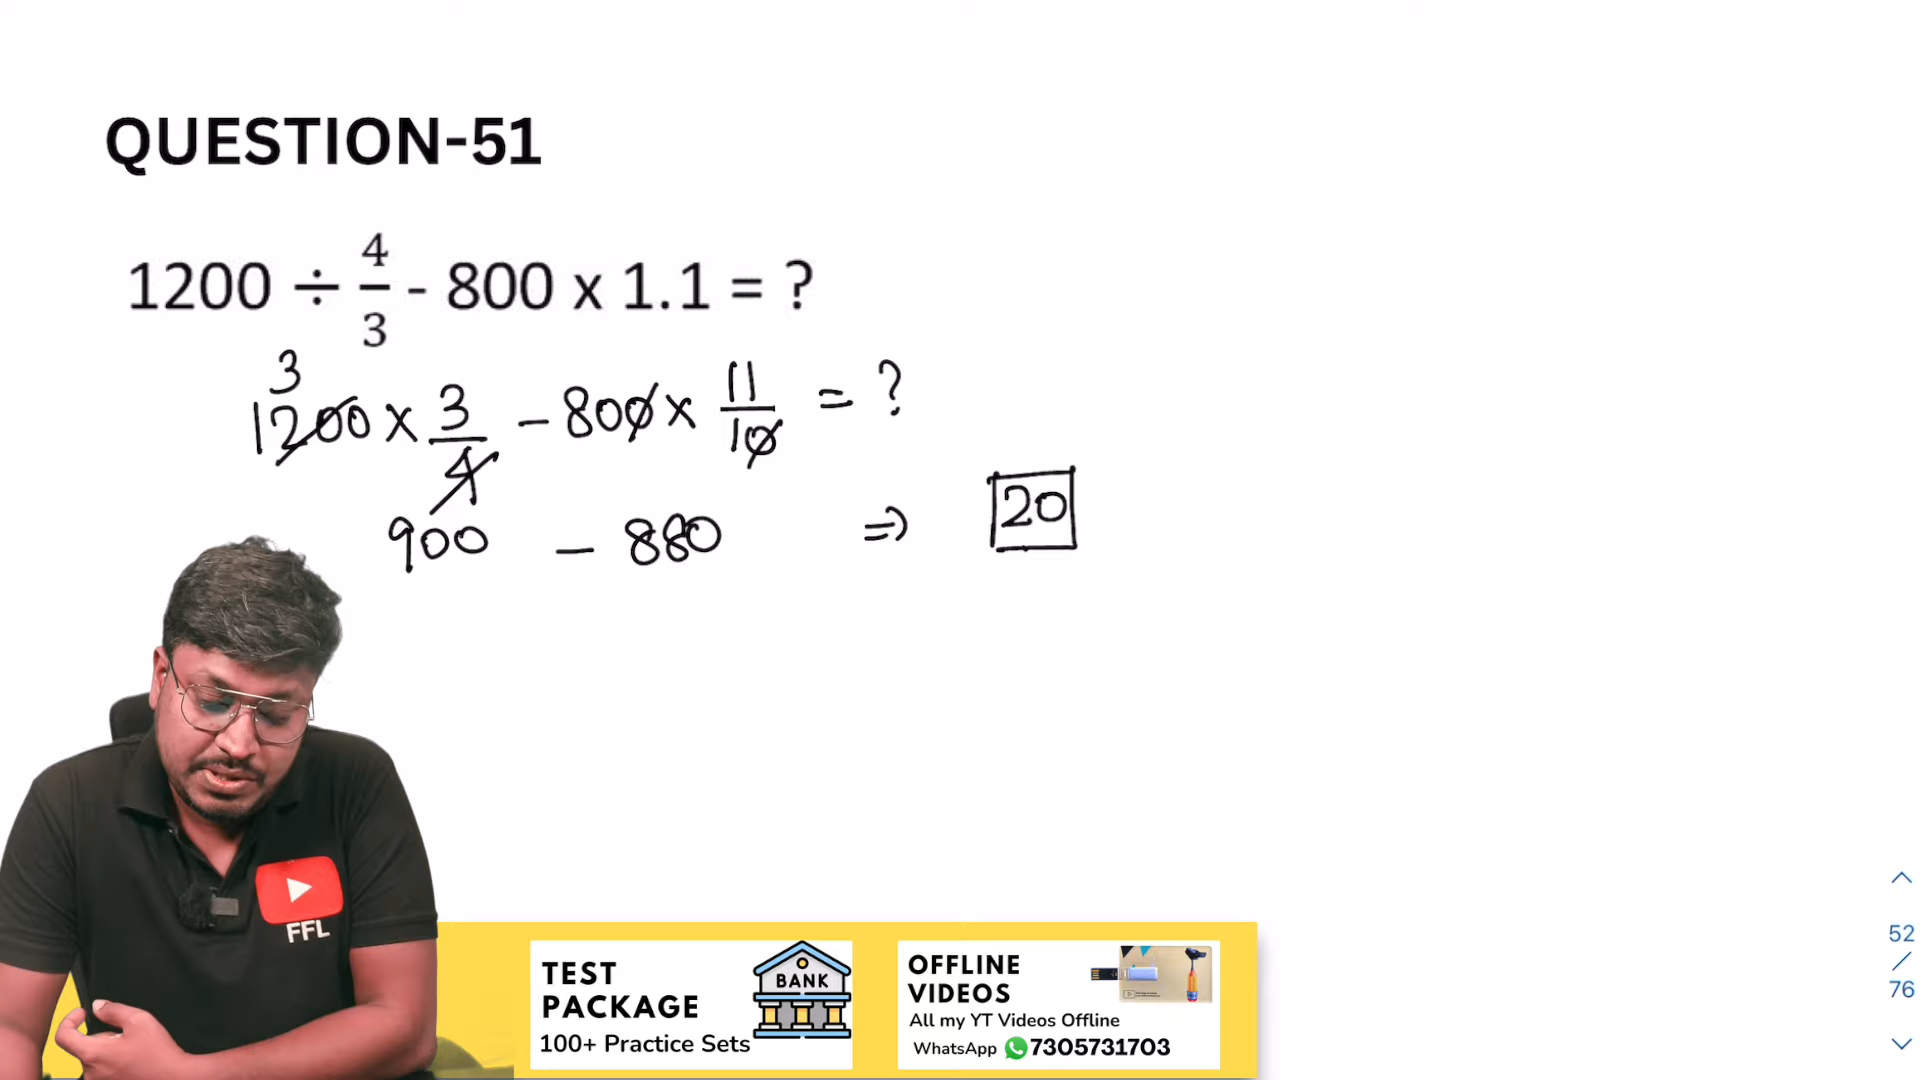 QUESTION-51
1200 ÷ 4/3 - 800 x 1.1 = ?
3
1200 x 3/4 - 800 x 11/10 = ?
900 - 880 ⇒ 20
FFL
TEST
PACKAGE
100+ Practice Sets
BANK
OFFLINE
VIDEOS
All my YT Videos Offline
WhatsApp 7305731703
52
/
76